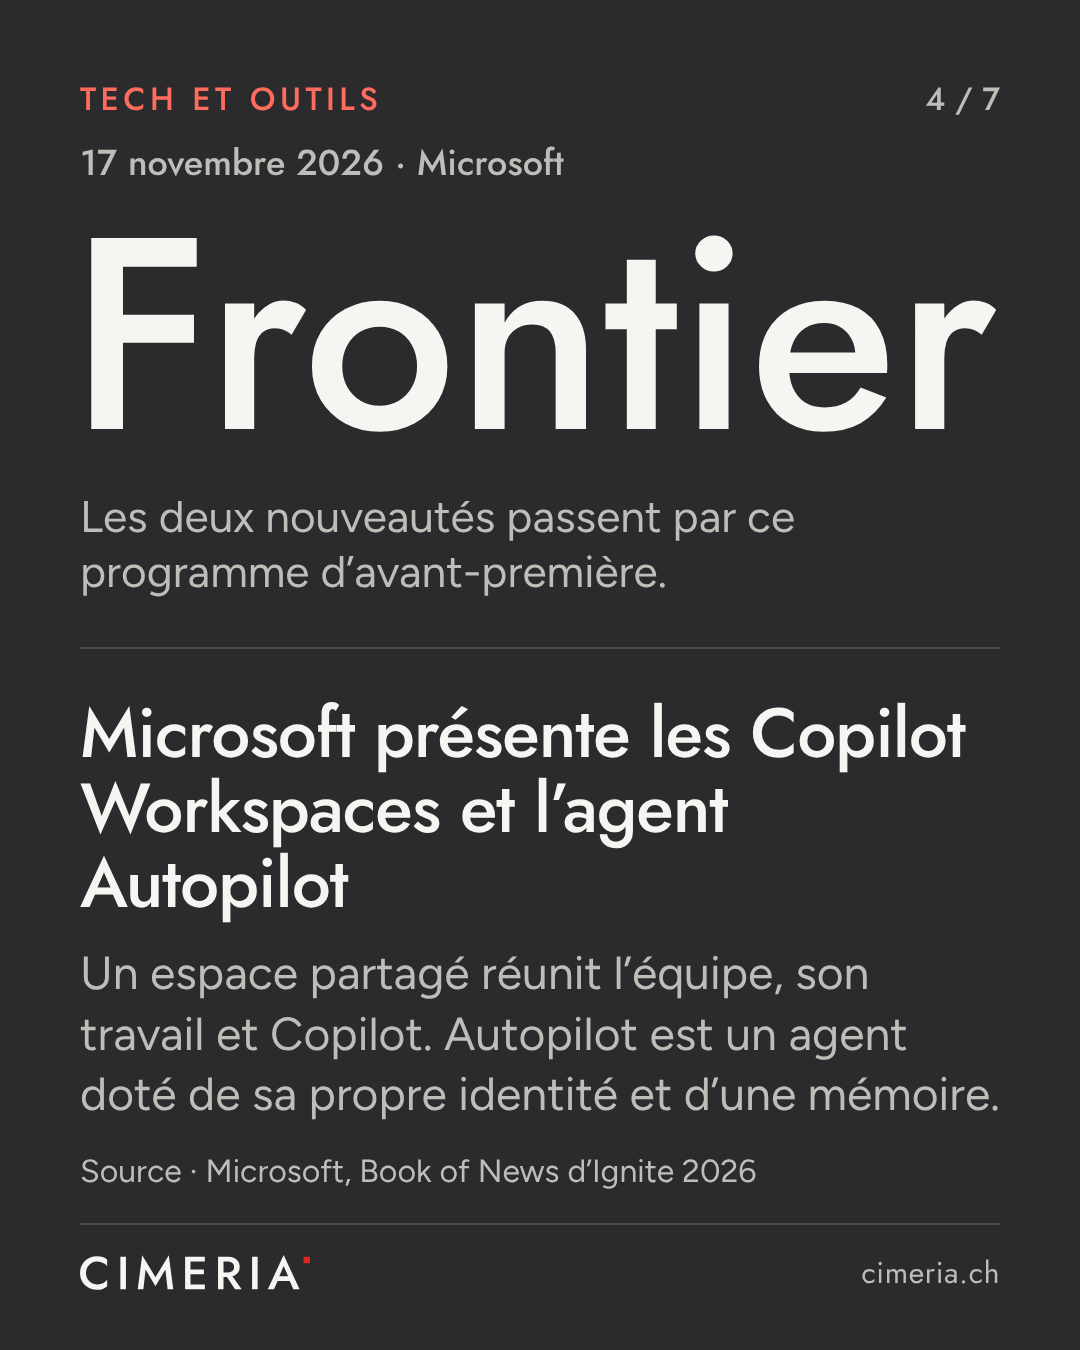 TECH ET OUTILS
4 / 7
17 novembre 2026 · Microsoft
Frontier
Les deux nouveautés passent par ce
programme d’avant-première.
Microsoft présente les Copilot
Workspaces et l’agent
Autopilot
Un espace partagé réunit l’équipe, son
travail et Copilot. Autopilot est un agent
doté de sa propre identité et d’une mémoire.
Source · Microsoft, Book of News d’Ignite 2026
CIMERIA
cimeria.ch